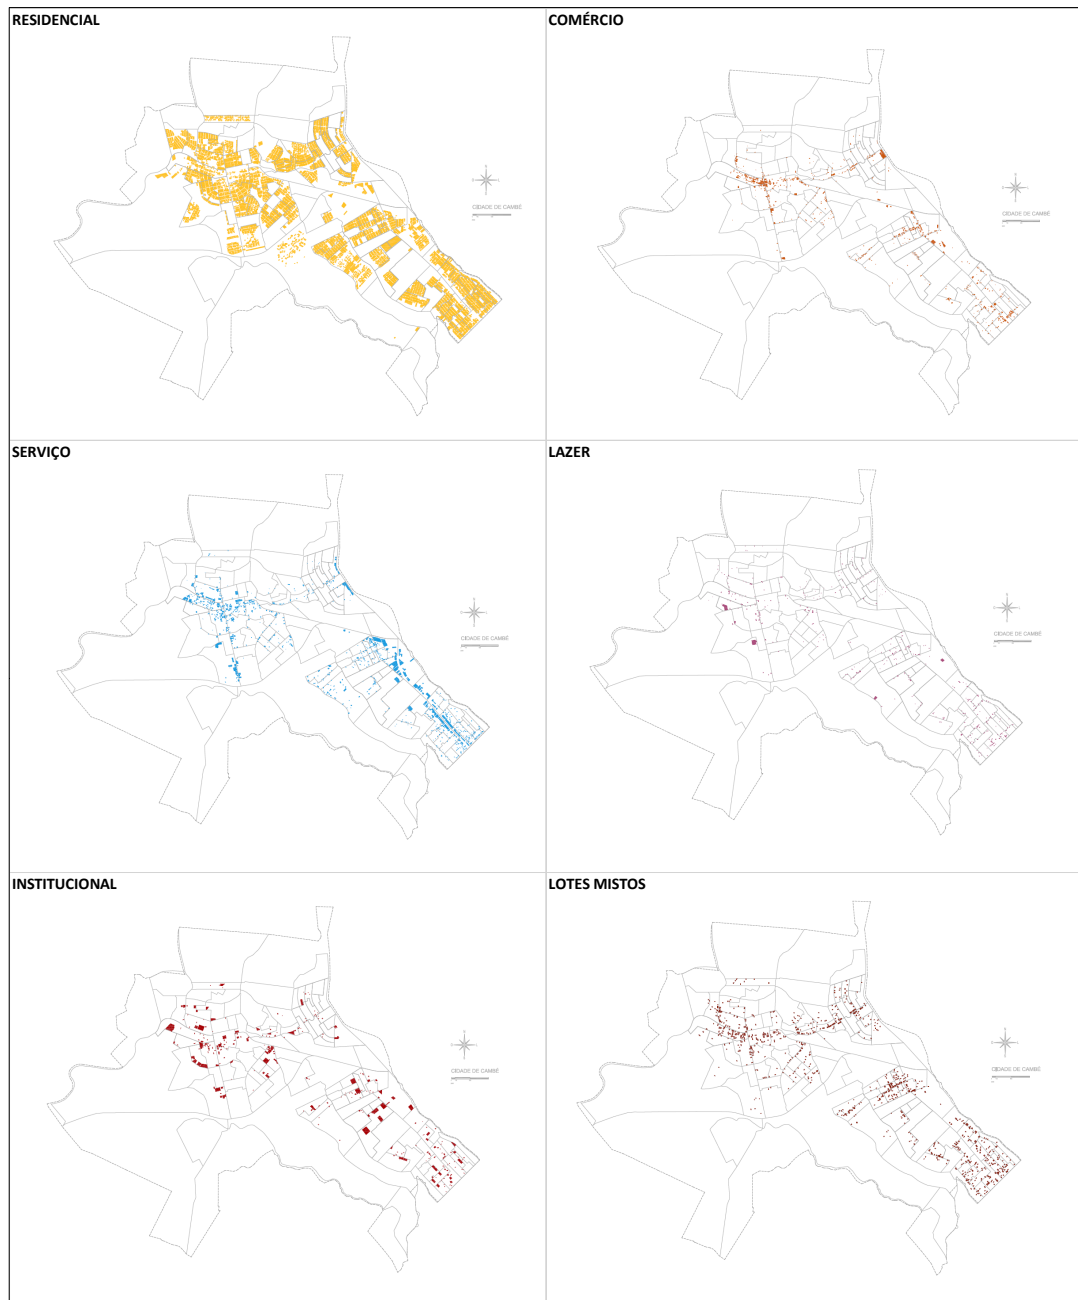 RESIDENCIAL
COMÉRCIO
CIDADE DE CAMBÉ
CIDADE DE CAMBÉ
SERVIÇO
LAZER
CIDADE DE CAMBÉ
CIDADE DE CAMBÉ
INSTITUCIONAL
LOTES MISTOS
CIDADE DE CAMBÉ
CIDADE DE CAMBÉ